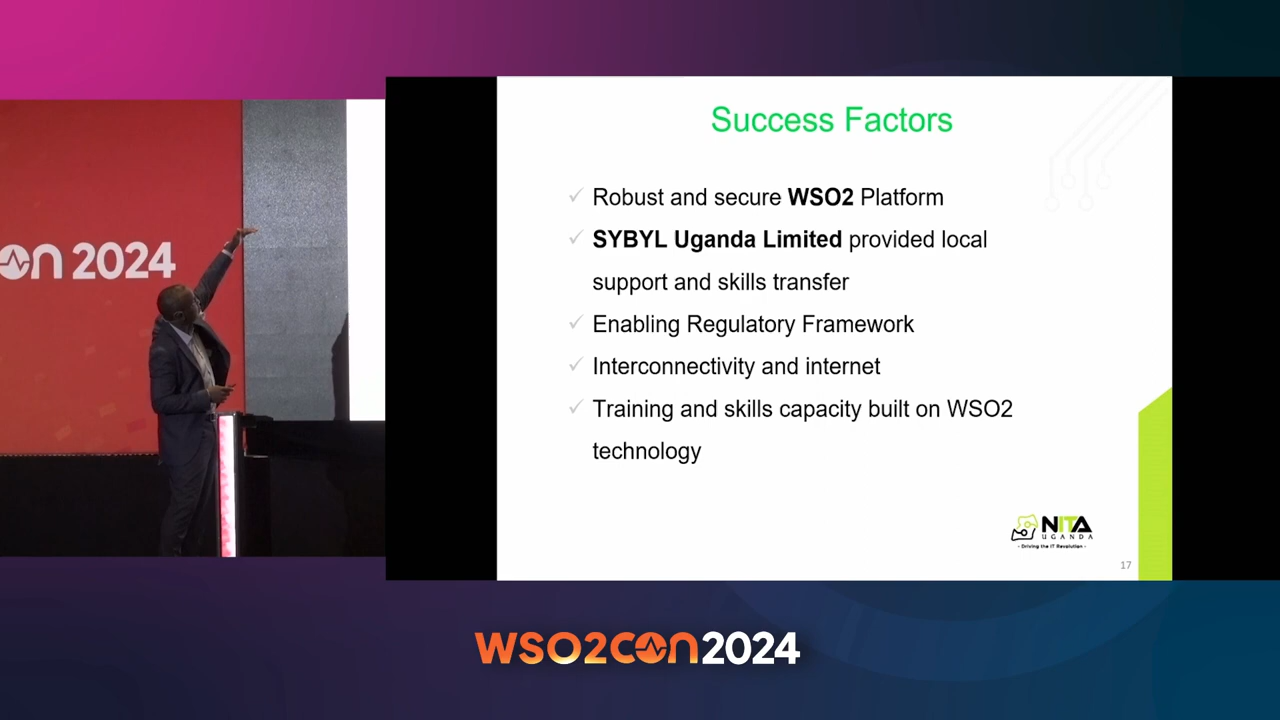 on 2024
Success Factors
✓ Robust and secure WSO2 Platform
✓ SYBYL Uganda Limited provided local
support and skills transfer
✓ Enabling Regulatory Framework
✓ Interconnectivity and internet
✓ Training and skills capacity built on WSO2
technology
NITA
UGANDA
- Driving the IT Revolution -
17
WSO2CON2024